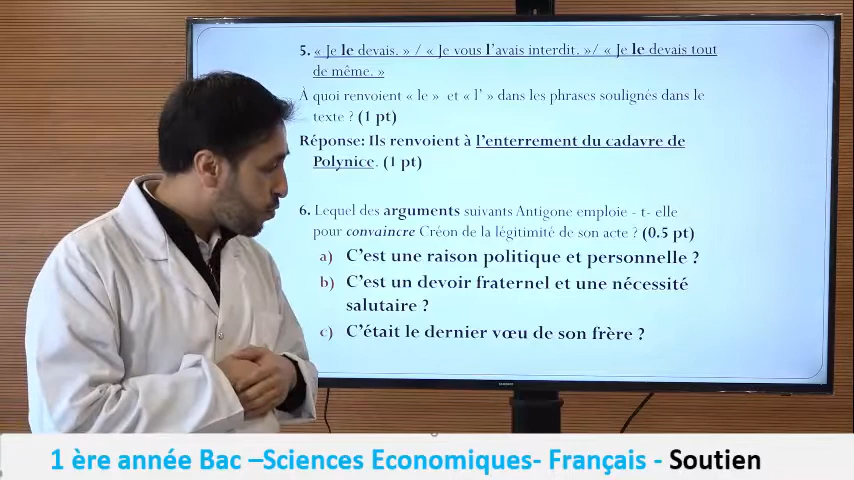 5. « Je le devais. » / « Je vous l'avais interdit. »/ « Je le devais tout
de même. »
À quoi renvoient « le » et « l' » dans les phrases soulignés dans le
texte ? (1 pt)
Réponse: Ils renvoient à l'enterrement du cadavre de
Polynice. (1 pt)
6. Lequel des arguments suivants Antigone emploie - t- elle
pour convaincre Créon de la légitimité de son acte ? (0.5 pt)
a) C'est une raison politique et personnelle ?
b) C'est un devoir fraternel et une nécessité
salutaire ?
c) C'était le dernier vœu de son frère ?
1 ère année Bac –Sciences Economiques- Français - Soutien